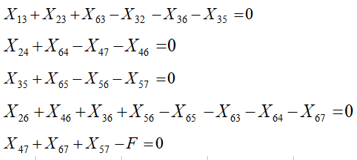 X₁₃ + X₂₃ + X₆₃ − X₃₂ − X₃₆ − X₃₅ = 0
X₂₄ + X₆₄ − X₄₇ − X₄₆ = 0
X₃₅ + X₆₅ − X₅₆ − X₅₇ = 0
X₂₆ + X₄₆ + X₃₆ + X₅₆ − X₆₅ − X₆₃ − X₆₄ − X₆₇ = 0
X₄₇ + X₆₇ + X₅₇ − F = 0